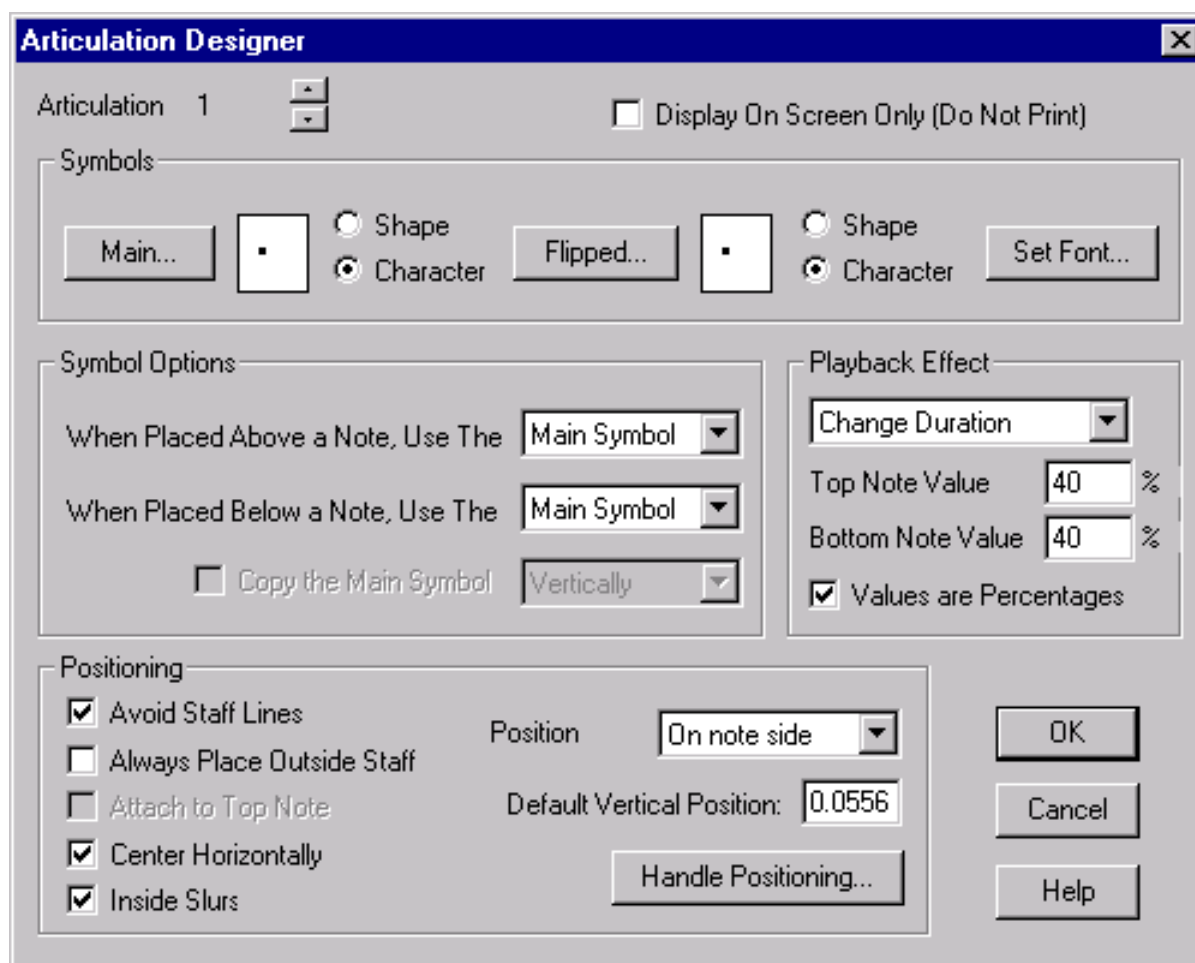 Articulation Designer
Articulation 1
Display On Screen Only (Do Not Print)
Symbols
Main...
Shape
Character
Flipped...
Shape
Character
Set Font...
Symbol Options
When Placed Above a Note, Use The Main Symbol
When Placed Below a Note, Use The Main Symbol
Copy the Main Symbol Vertically
Playback Effect
Change Duration
Top Note Value 40 %
Bottom Note Value 40 %
Values are Percentages
Positioning
Avoid Staff Lines
Always Place Outside Staff
Attach to Top Note
Center Horizontally
Inside Slurs
Position On note side
Default Vertical Position: 0.0556
Handle Positioning...
OK
Cancel
Help